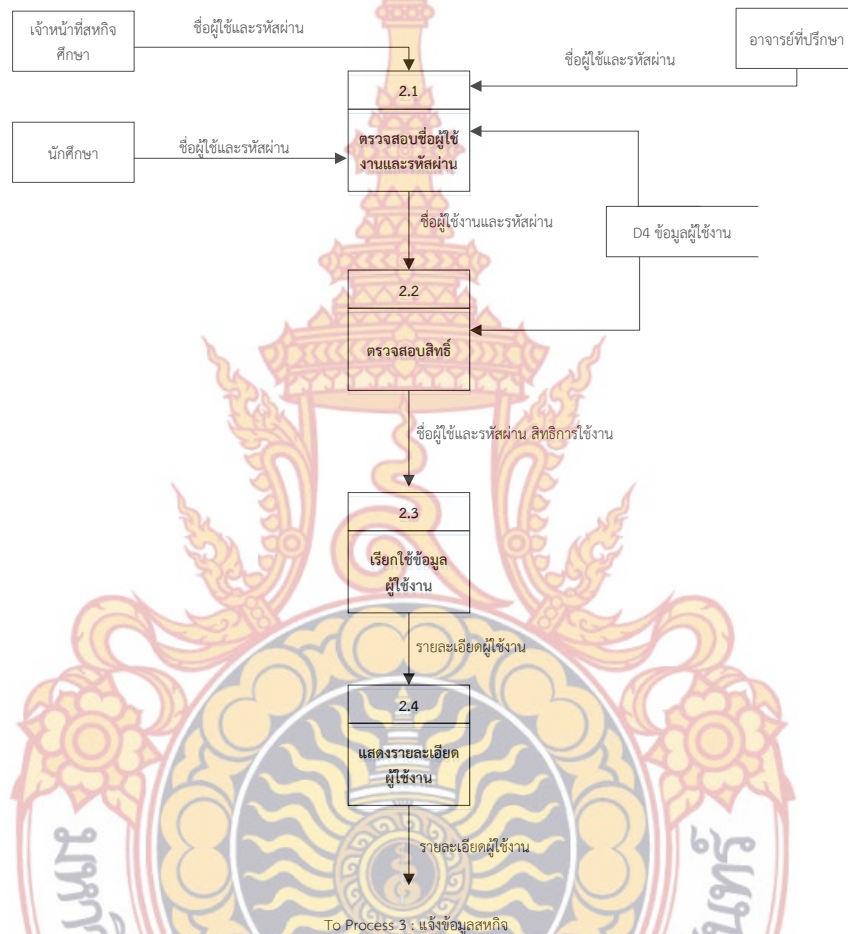 เจ้าหน้าที่สหกิจ
ศึกษา
ชื่อผู้ใช้และรหัสผ่าน
อาจารย์ที่ปรึกษา
ชื่อผู้ใช้และรหัสผ่าน
2.1
ตรวจสอบชื่อผู้ใช้
งานและรหัสผ่าน
นักศึกษา
ชื่อผู้ใช้และรหัสผ่าน
ชื่อผู้ใช้งานและรหัสผ่าน
D4 ข้อมูลผู้ใช้งาน
2.2
ตรวจสอบสิทธิ์
ชื่อผู้ใช้และรหัสผ่าน สิทธิการใช้งาน
2.3
เรียกใช้ข้อมูล
ผู้ใช้งาน
รายละเอียดผู้ใช้งาน
2.4
แสดงรายละเอียด
ผู้ใช้งาน
รายละเอียดผู้ใช้งาน
To Process 3 : แจ้งข้อมูลสหกิจ